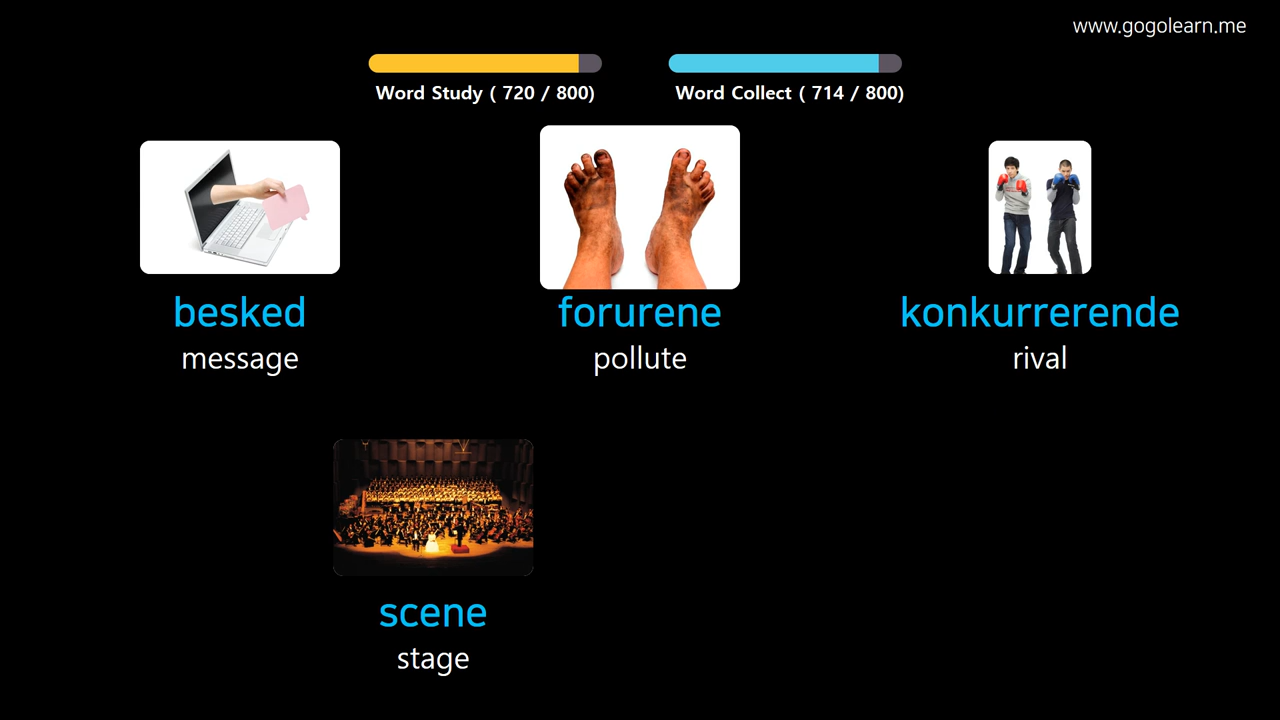 www.gogolearn.me
Word Study ( 720 / 800)
Word Collect ( 714 / 800)
besked
message
forurene
pollute
konkurrerende
rival
scene
stage